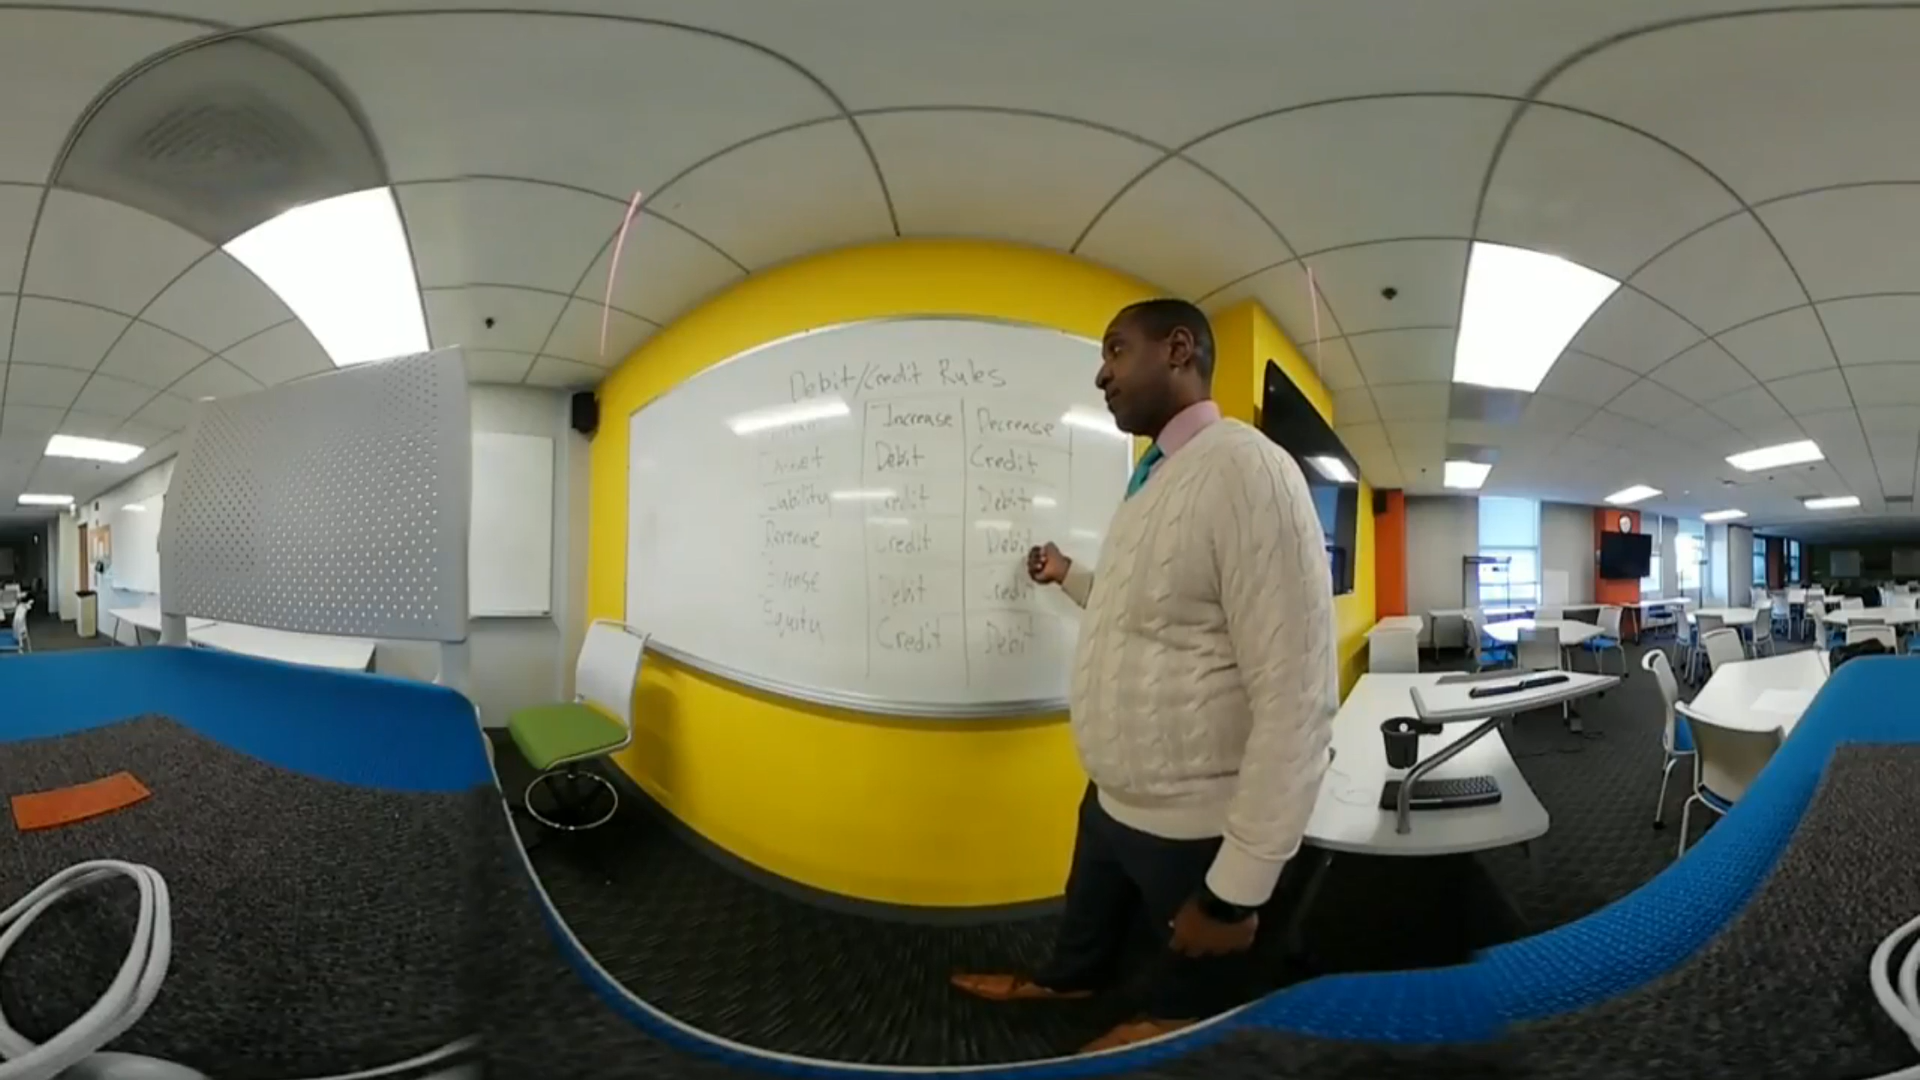 Debit/Credit Rules
Increase Decrease
Asset Debit Credit
Liability Credit Debit
Revenue Credit Debit
Expense Debit Credit
Equity Credit Debit